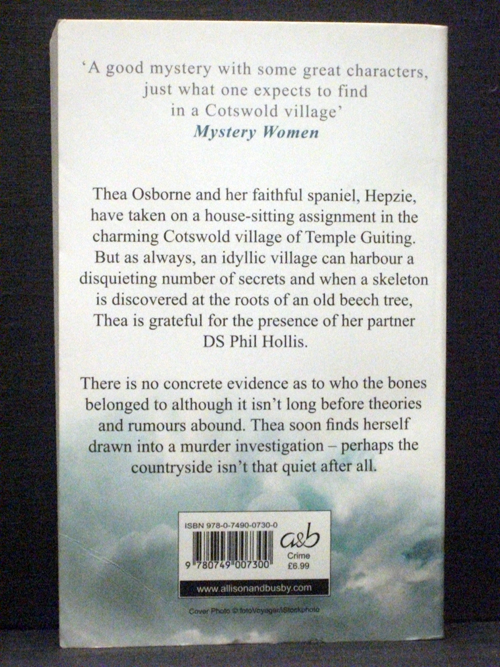 ‘A good mystery with some great characters,
just what one expects to find
in a Cotswold village’
Mystery Women
Thea Osborne and her faithful spaniel, Hepzie,
have taken on a house-sitting assignment in the
charming Cotswold village of Temple Guiting.
But as always, an idyllic village can harbour a
disquieting number of secrets and when a skeleton
is discovered at the roots of an old beech tree,
Thea is grateful for the presence of her partner
DS Phil Hollis.
There is no concrete evidence as to who the bones
belonged to although it isn’t long before theories
and rumours abound. Thea soon finds herself
drawn into a murder investigation – perhaps the
countryside isn’t that quiet after all.
ISBN 978-0-7490-0730-0
9 780749 007300
a&b
Crime
£6.99
www.allisonandbusby.com
Cover Photo © fotoVoyager/iStockphoto